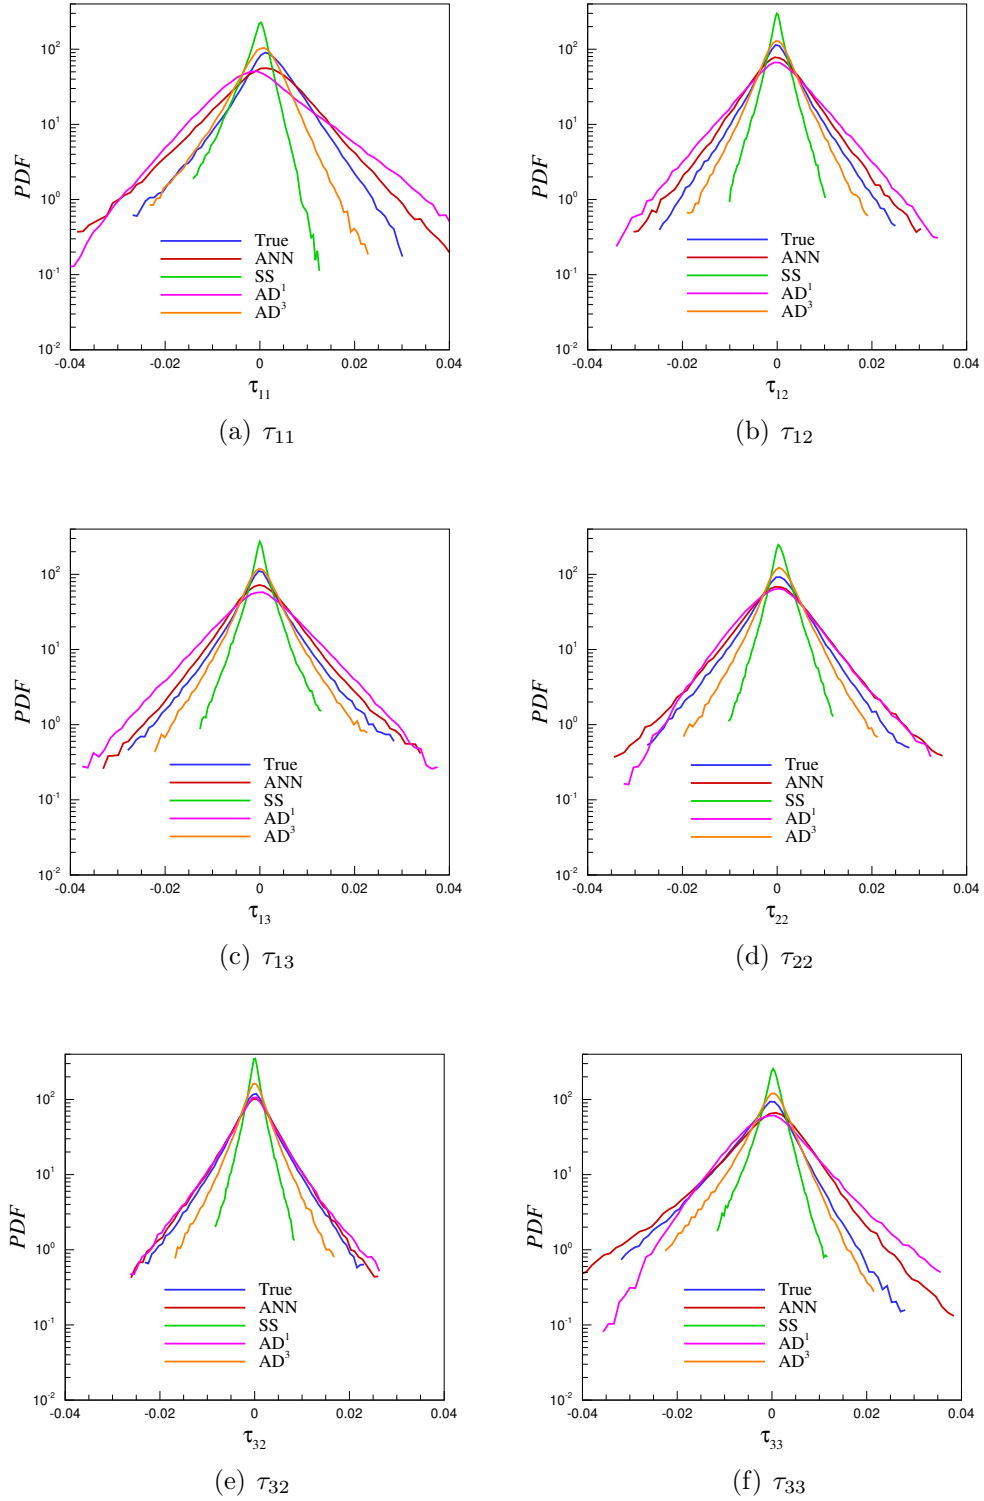 PDF
10²
10¹
10⁰
10⁻¹
10⁻²
-0.04
-0.02
0
0.02
0.04
True
ANN
SS
AD¹
AD³
τ₁₁
(a) τ₁₁
PDF
10²
10¹
10⁰
10⁻¹
10⁻²
-0.04
-0.02
0
0.02
0.04
True
ANN
SS
AD¹
AD³
τ₁₂
(b) τ₁₂
PDF
10²
10¹
10⁰
10⁻¹
10⁻²
-0.04
-0.02
0
0.02
0.04
True
ANN
SS
AD¹
AD³
τ₁₃
(c) τ₁₃
PDF
10²
10¹
10⁰
10⁻¹
10⁻²
-0.04
-0.02
0
0.02
0.04
True
ANN
SS
AD¹
AD³
τ₂₂
(d) τ₂₂
PDF
10²
10¹
10⁰
10⁻¹
10⁻²
-0.04
-0.02
0
0.02
0.04
True
ANN
SS
AD¹
AD³
τ₃₂
(e) τ₃₂
PDF
10²
10¹
10⁰
10⁻¹
10⁻²
-0.04
-0.02
0
0.02
0.04
True
ANN
SS
AD¹
AD³
τ₃₃
(f) τ₃₃